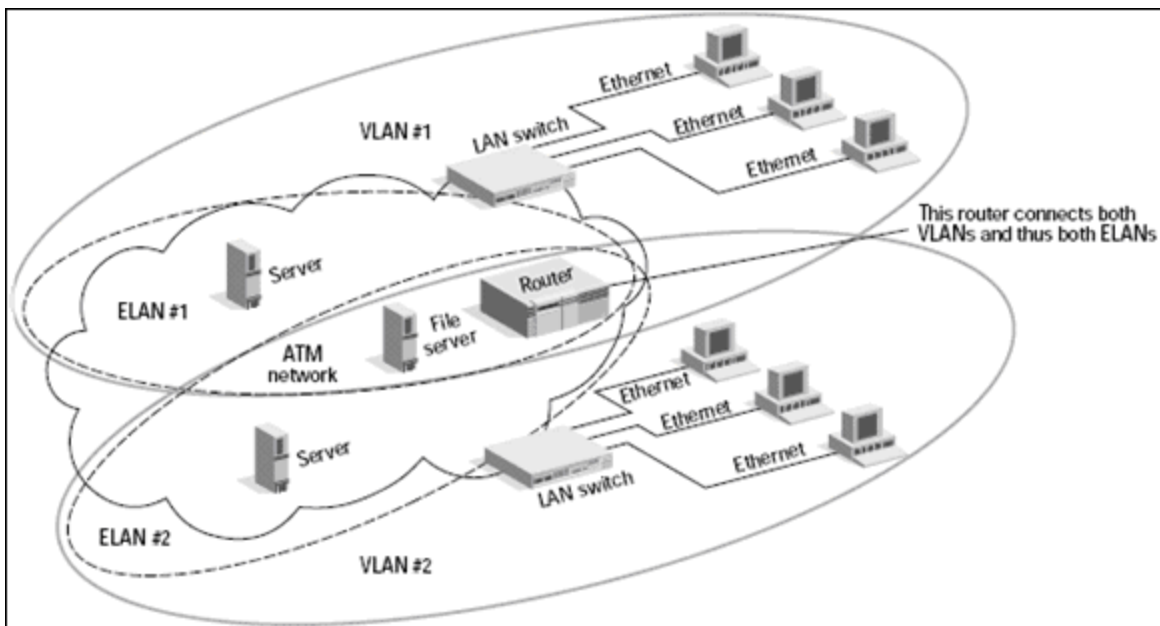 VLAN #1
LAN switch
Ethernet
Ethernet
Ethernet
This router connects both
VLANs and thus both ELANs
Server
ELAN #1
Router
File
server
ATM
network
Server
Ethernet
Ethernet
Ethernet
LAN switch
ELAN #2
VLAN #2